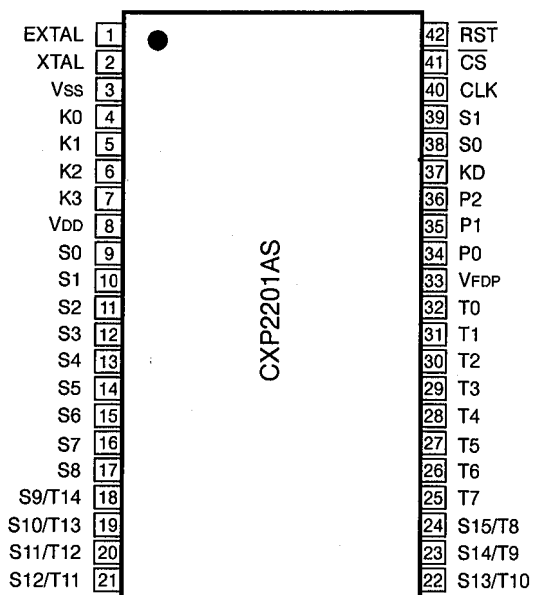 EXTAL 1 42 RST
XTAL 2 41 CS
Vss 3 40 CLK
K0 4 39 S1
K1 5 38 S0
K2 6 37 KD
K3 7 36 P2
VDD 8 35 P1
S0 9 34 P0
S1 10 33 VFDP
S2 11 32 T0
S3 12 31 T1
S4 13 30 T2
S5 14 29 T3
S6 15 28 T4
S7 16 27 T5
S8 17 26 T6
S9/T14 18 25 T7
S10/T13 19 24 S15/T8
S11/T12 20 23 S14/T9
S12/T11 21 22 S13/T10
CXP2201AS